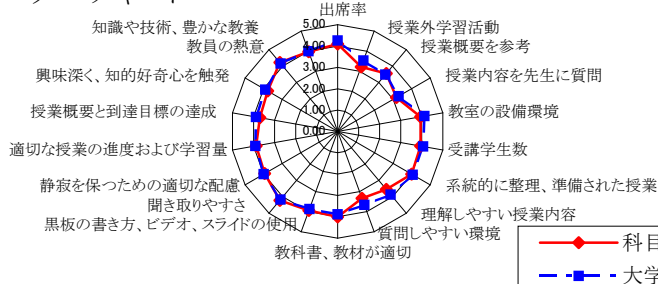 出席率
授業外学習活動
授業概要を参考
授業内容を先生に質問
教室の設備環境
受講学生数
系統的に整理、準備された授業
理解しやすい授業内容
質問しやすい環境
教科書、教材が適切
黒板の書き方、ビデオ、スライドの使用
聞き取りやすさ
静寂を保つための適切な配慮
適切な授業の進度および学習量
授業概要と到達目標の達成
興味深く、知的好奇心を触発
教員の熱意
知識や技術、豊かな教養
5.00
4.00
3.00
2.00
1.00
0.00
科目
大学